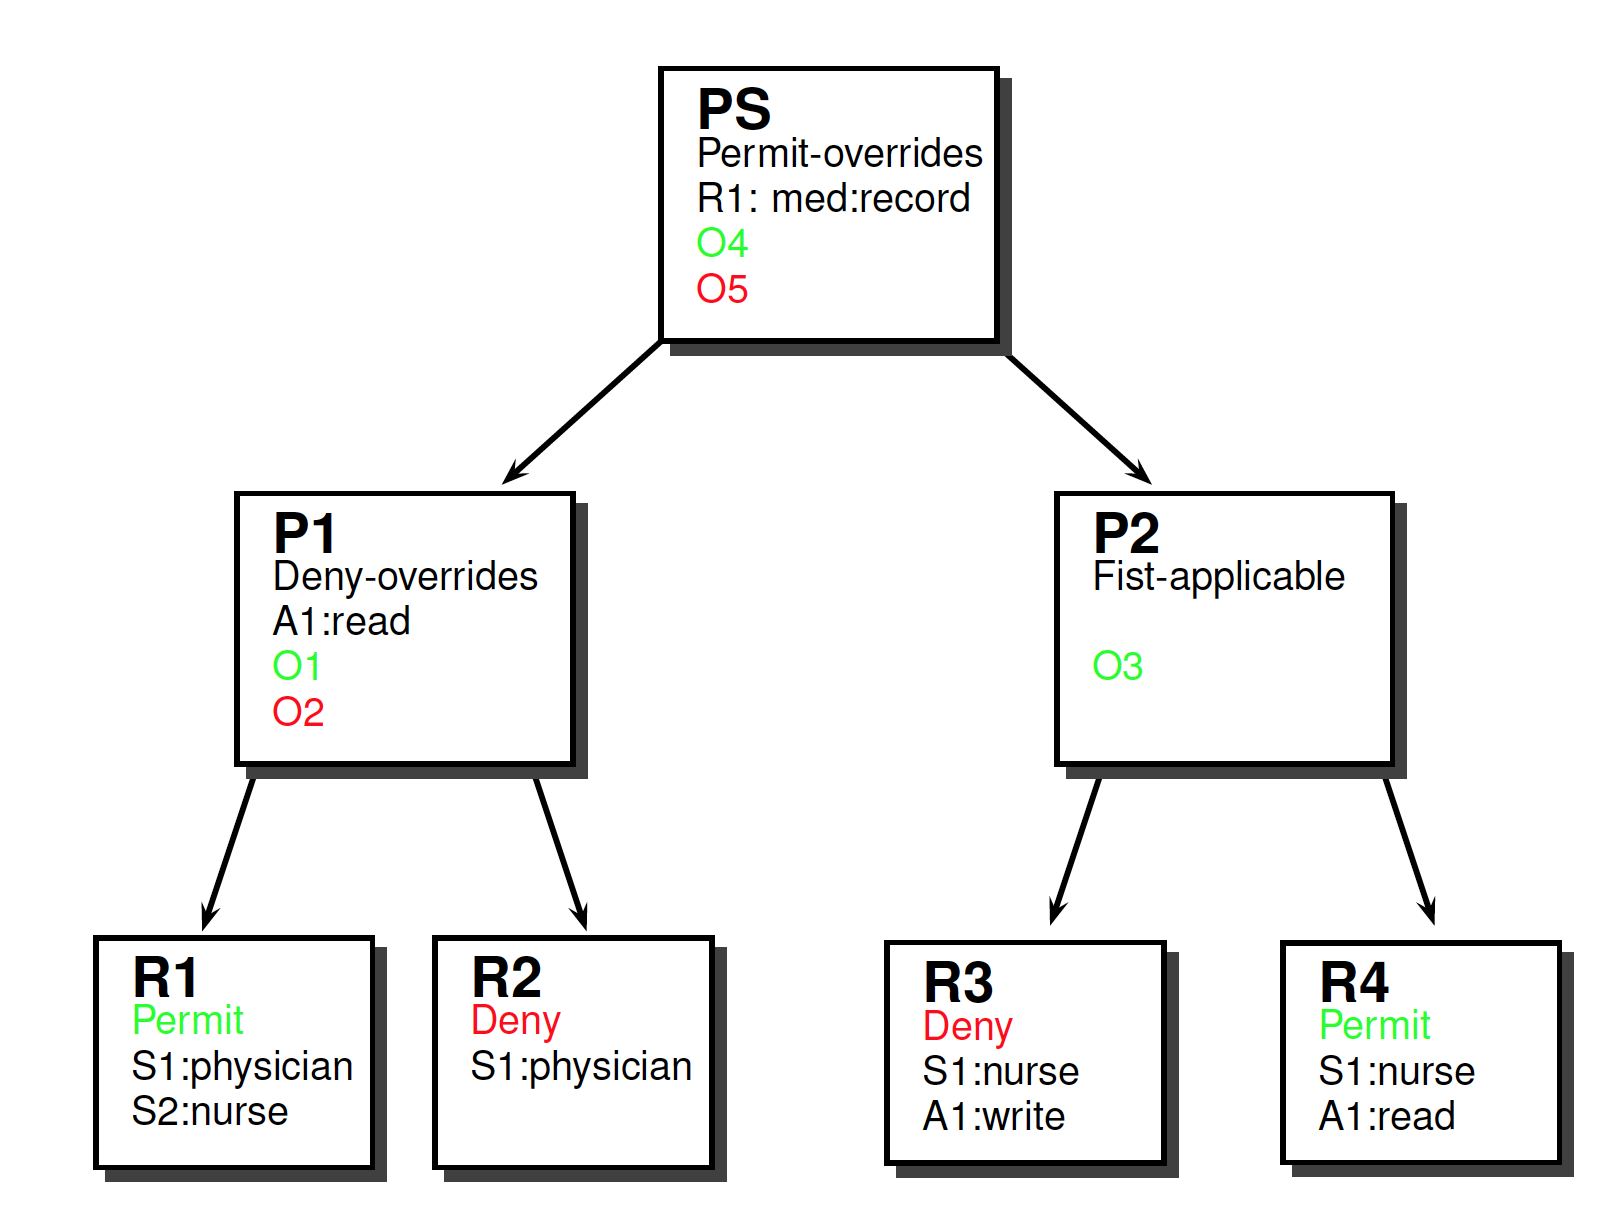 PS
Permit-overrides
R1: med:record
O4
O5
P1
Deny-overrides
A1:read
O1
O2
P2
Fist-applicable
O3
R1
Permit
S1:physician
S2:nurse
R2
Deny
S1:physician
R3
Deny
S1:nurse
A1:write
R4
Permit
S1:nurse
A1:read